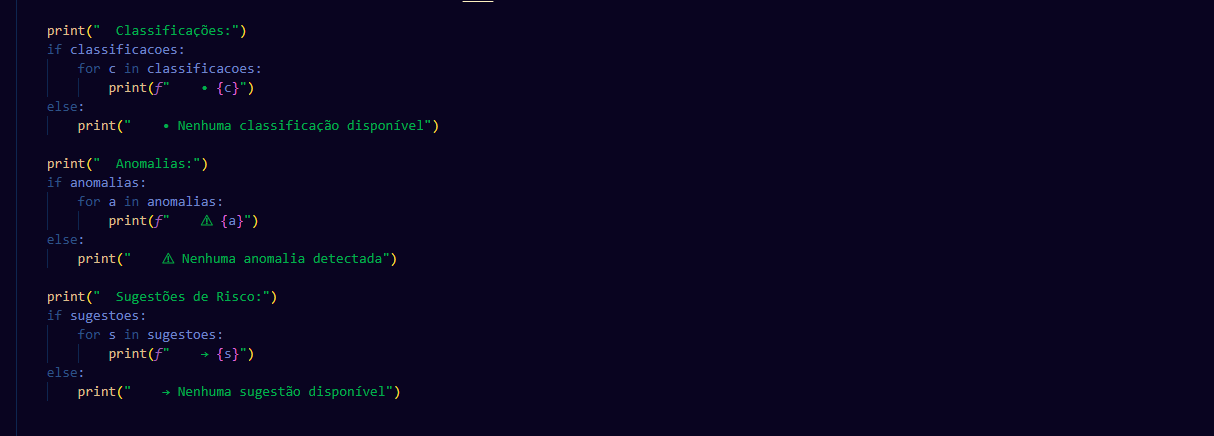 print("  Classificações:")
if classificacoes:
    for c in classificacoes:
        print(f"    • {c}")
else:
    print("    • Nenhuma classificação disponível")

print("  Anomalias:")
if anomalias:
    for a in anomalias:
        print(f"    ⚠ {a}")
else:
    print("    ⚠ Nenhuma anomalia detectada")

print("  Sugestões de Risco:")
if sugestoes:
    for s in sugestoes:
        print(f"    → {s}")
else:
    print("    → Nenhuma sugestão disponível")